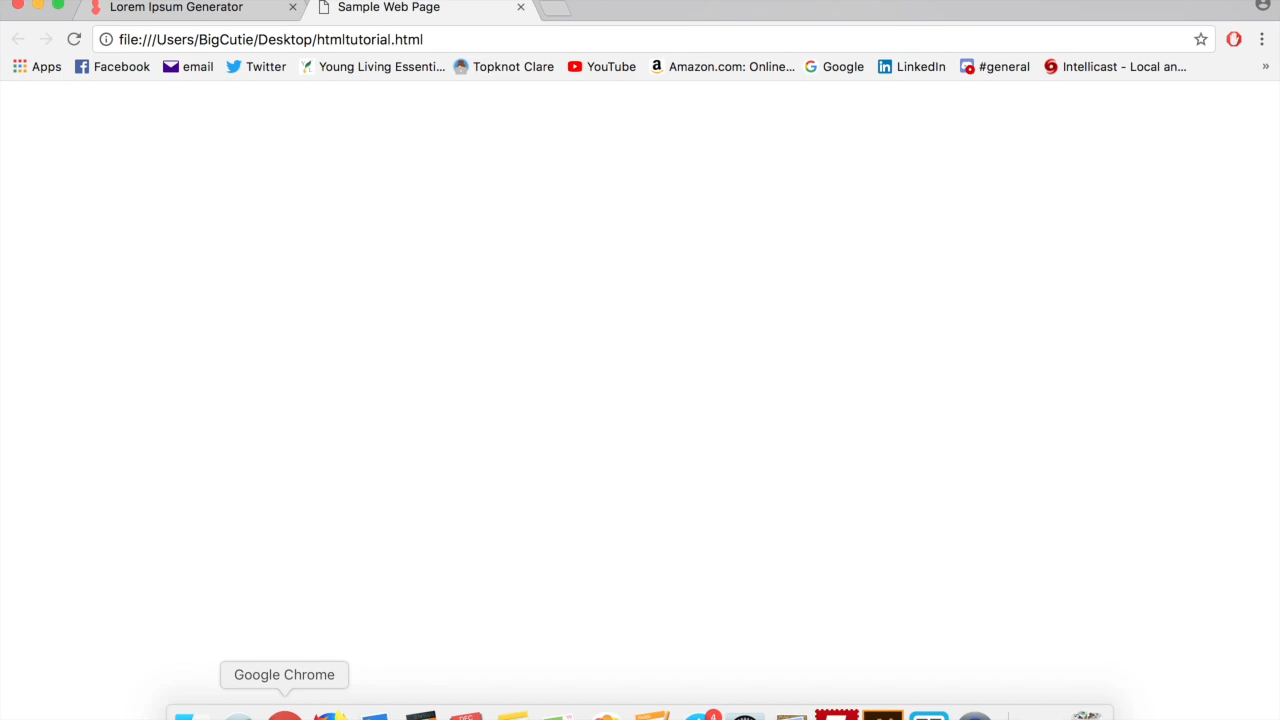 Lorem Ipsum Generator
Sample Web Page
file:///Users/BigCutie/Desktop/htmltutorial.html
Apps Facebook email Twitter Young Living Essenti... Topknot Clare YouTube Amazon.com: Online... Google LinkedIn #general Intellicast - Local an... »
Google Chrome
DEC